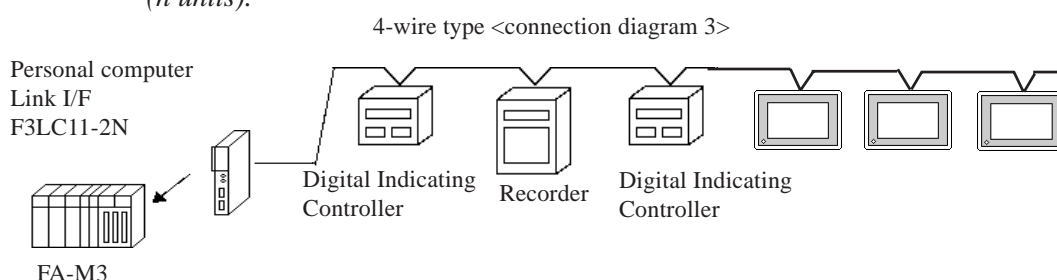 (n units).
4-wire type <connection diagram 3>
Personal computer
Link I/F
F3LC11-2N
Digital Indicating
Controller
Recorder
Digital Indicating
Controller
FA-M3